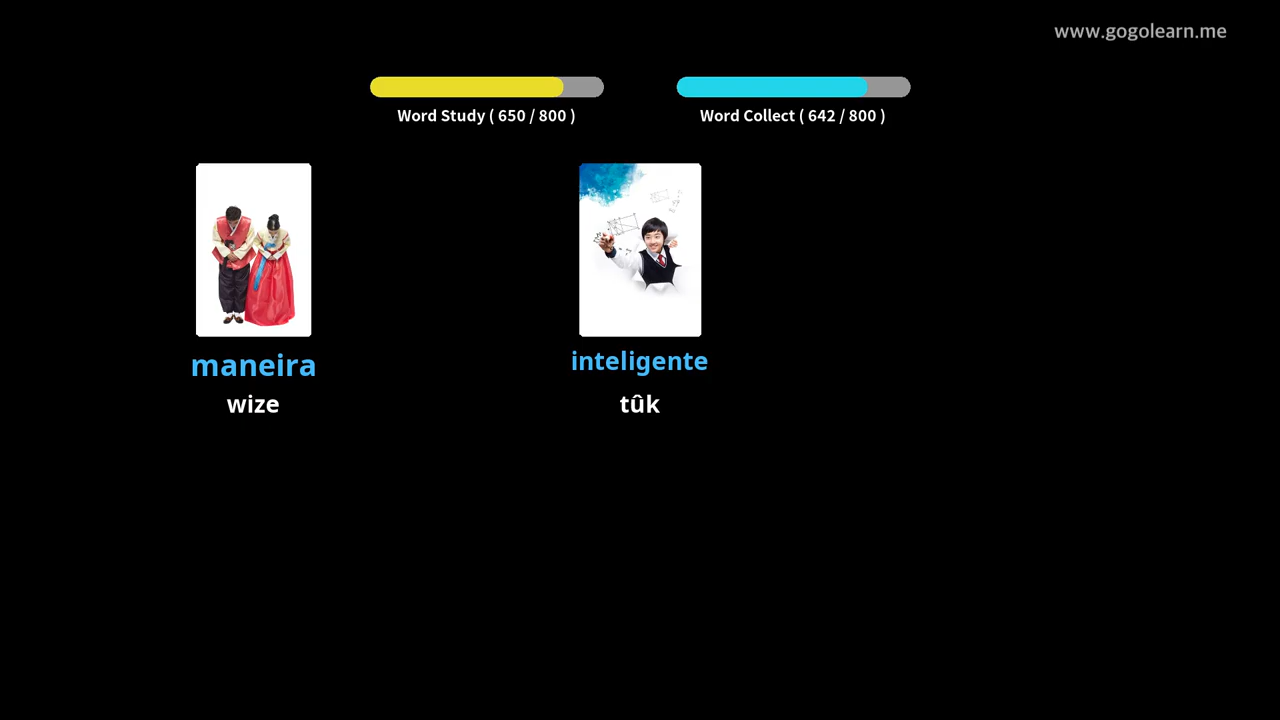 www.gogolearn.me
Word Study ( 650 / 800 )
Word Collect ( 642 / 800 )
maneira
wize
inteligente
tûk